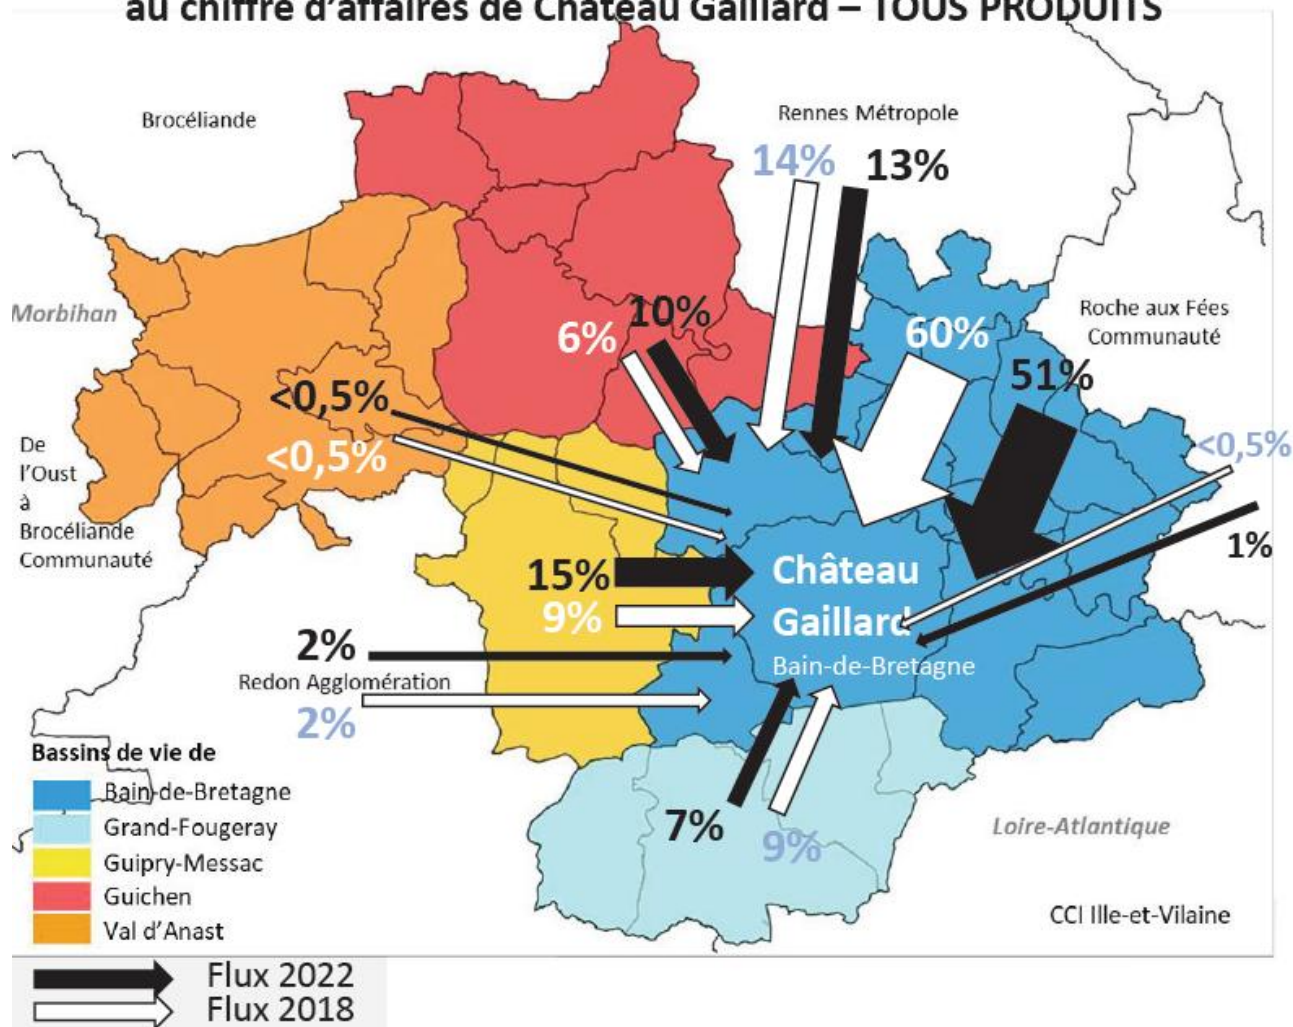 au chiffre d'affaires de Château Gaillard – TOUS PRODUITS
Brocéliande
Rennes Métropole
14%
13%
Morbihan
Roche aux Fées
Communauté
6%
10%
60%
51%
<0,5%
<0,5%
<0,5%
1%
De
l'Oust
à
Brocéliande
Communauté
15%
9%
Château
Gaillard
Bain-de-Bretagne
2%
Redon Agglomération
2%
7%
9%
Loire-Atlantique
CCI Ille-et-Vilaine
Bassins de vie de
Bain-de-Bretagne
Grand-Fougeray
Guipry-Messac
Guichen
Val d'Anast
Flux 2022
Flux 2018